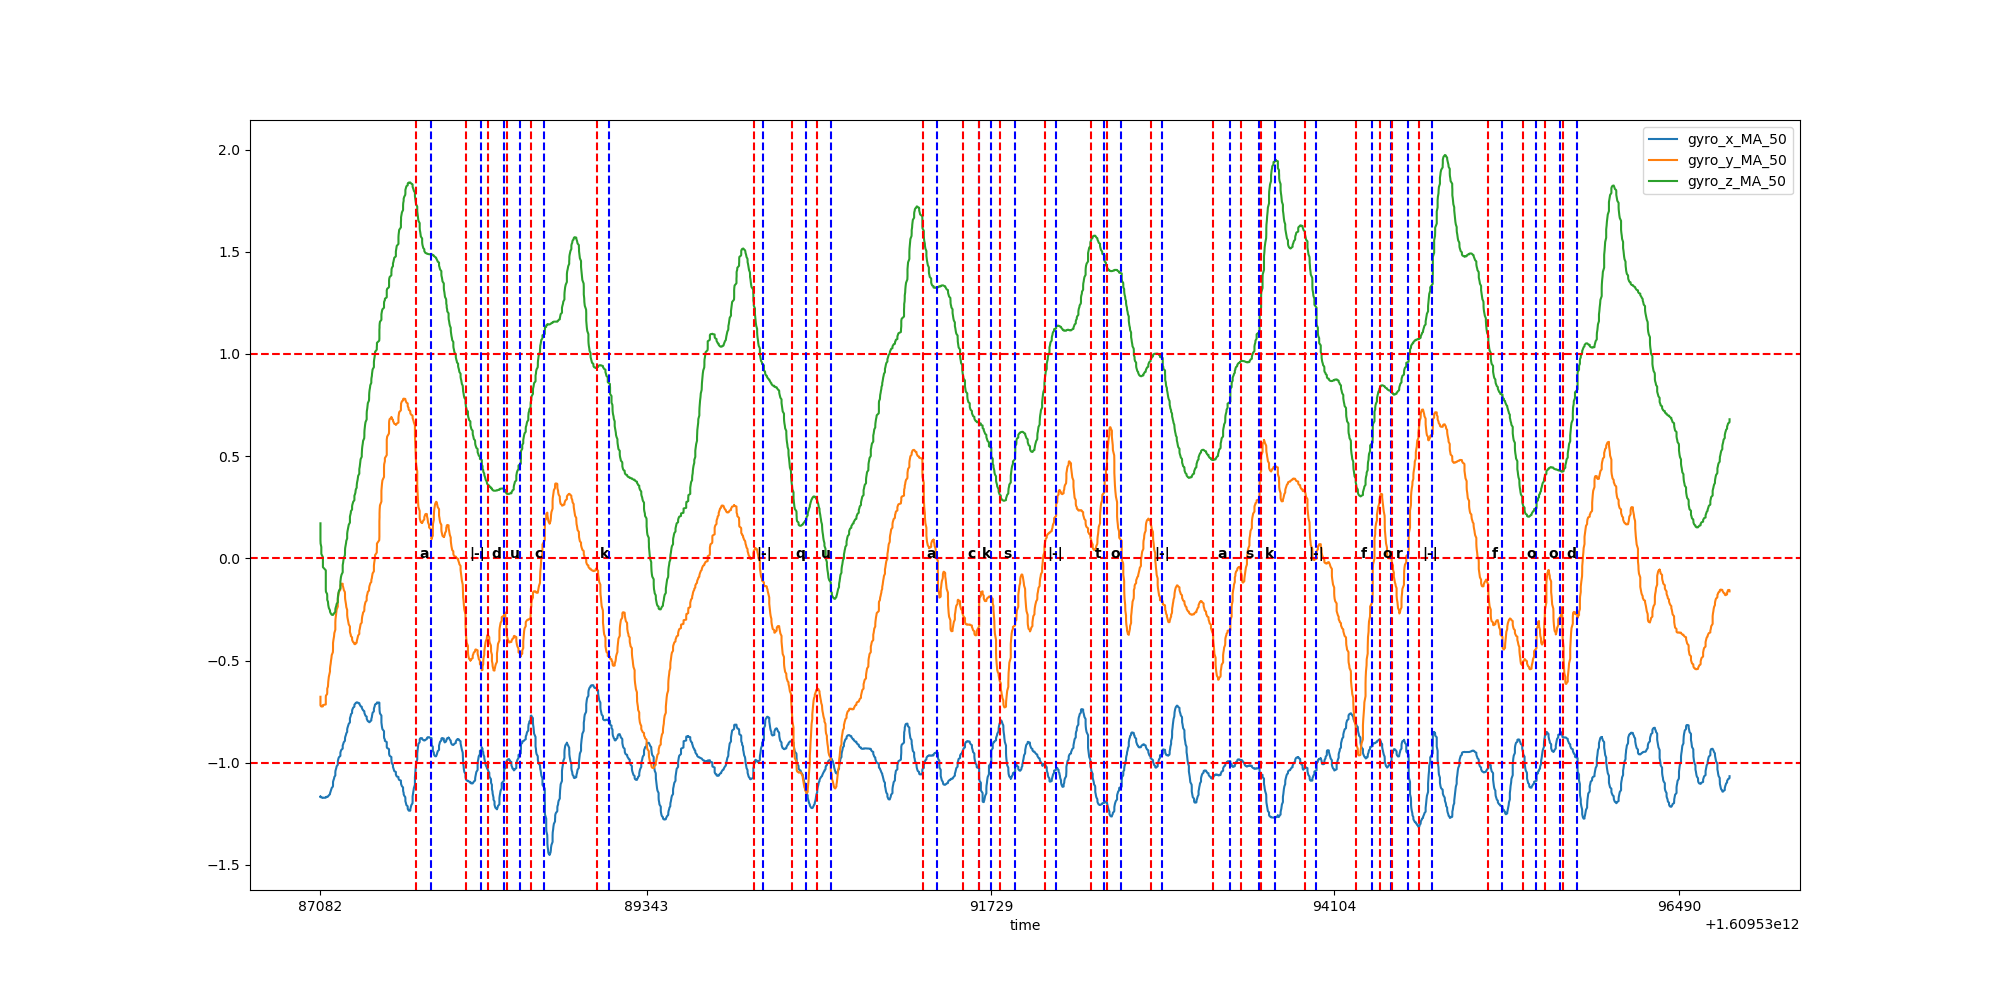 gyro_x_MA_50
gyro_y_MA_50
gyro_z_MA_50
2.0
1.5
1.0
0.5
0.0
−0.5
−1.0
−1.5
a |-| d u c k |-| q u a c k s |-| t o |-| a s k |-| f o r |-| f o o d
87082 89343 91729 94104 96490
time
+1.60953e12